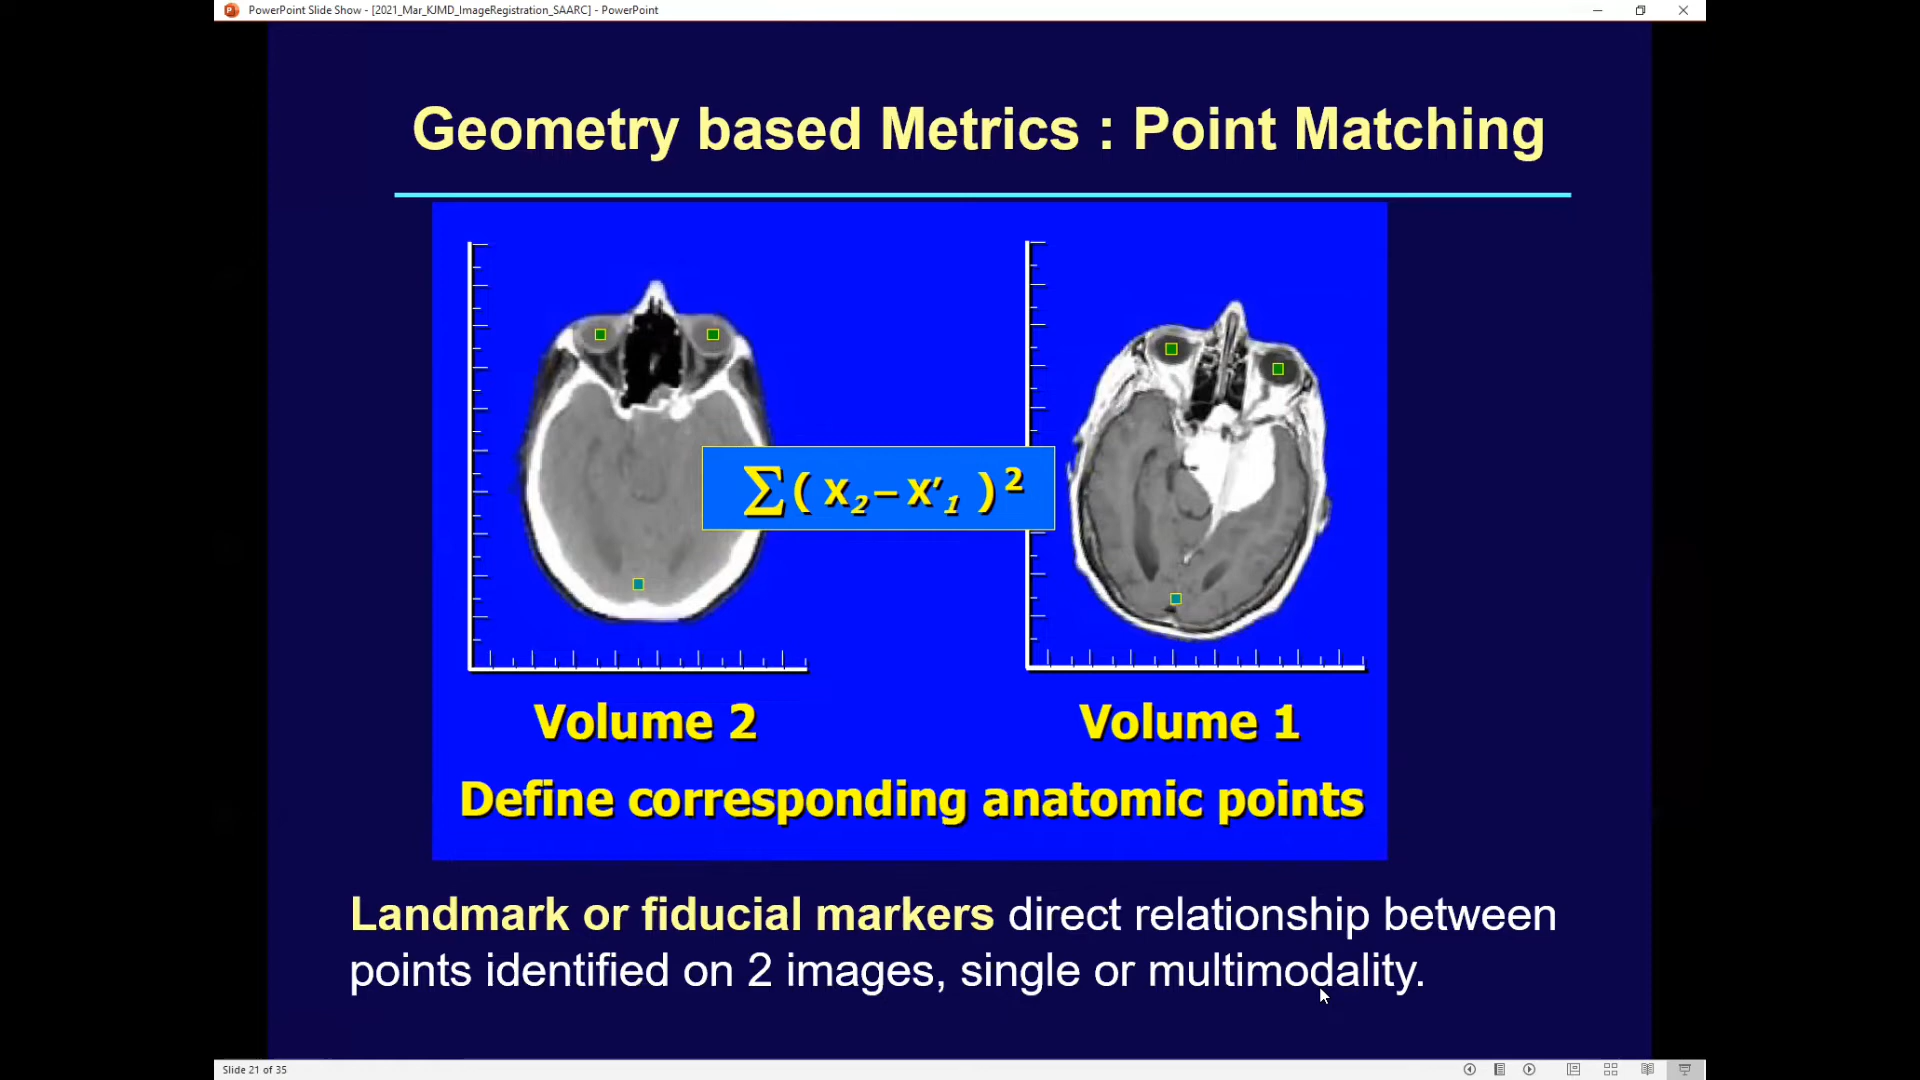 PowerPoint Slide Show - [2021_Mar_KJMD_ImageRegistration_SAARC] - PowerPoint
Geometry based Metrics : Point Matching
∑( x₂ – x′₁ )²
Volume 2
Volume 1
Define corresponding anatomic points
Landmark or fiducial markers direct relationship between
points identified on 2 images, single or multimodality.
Slide 21 of 35